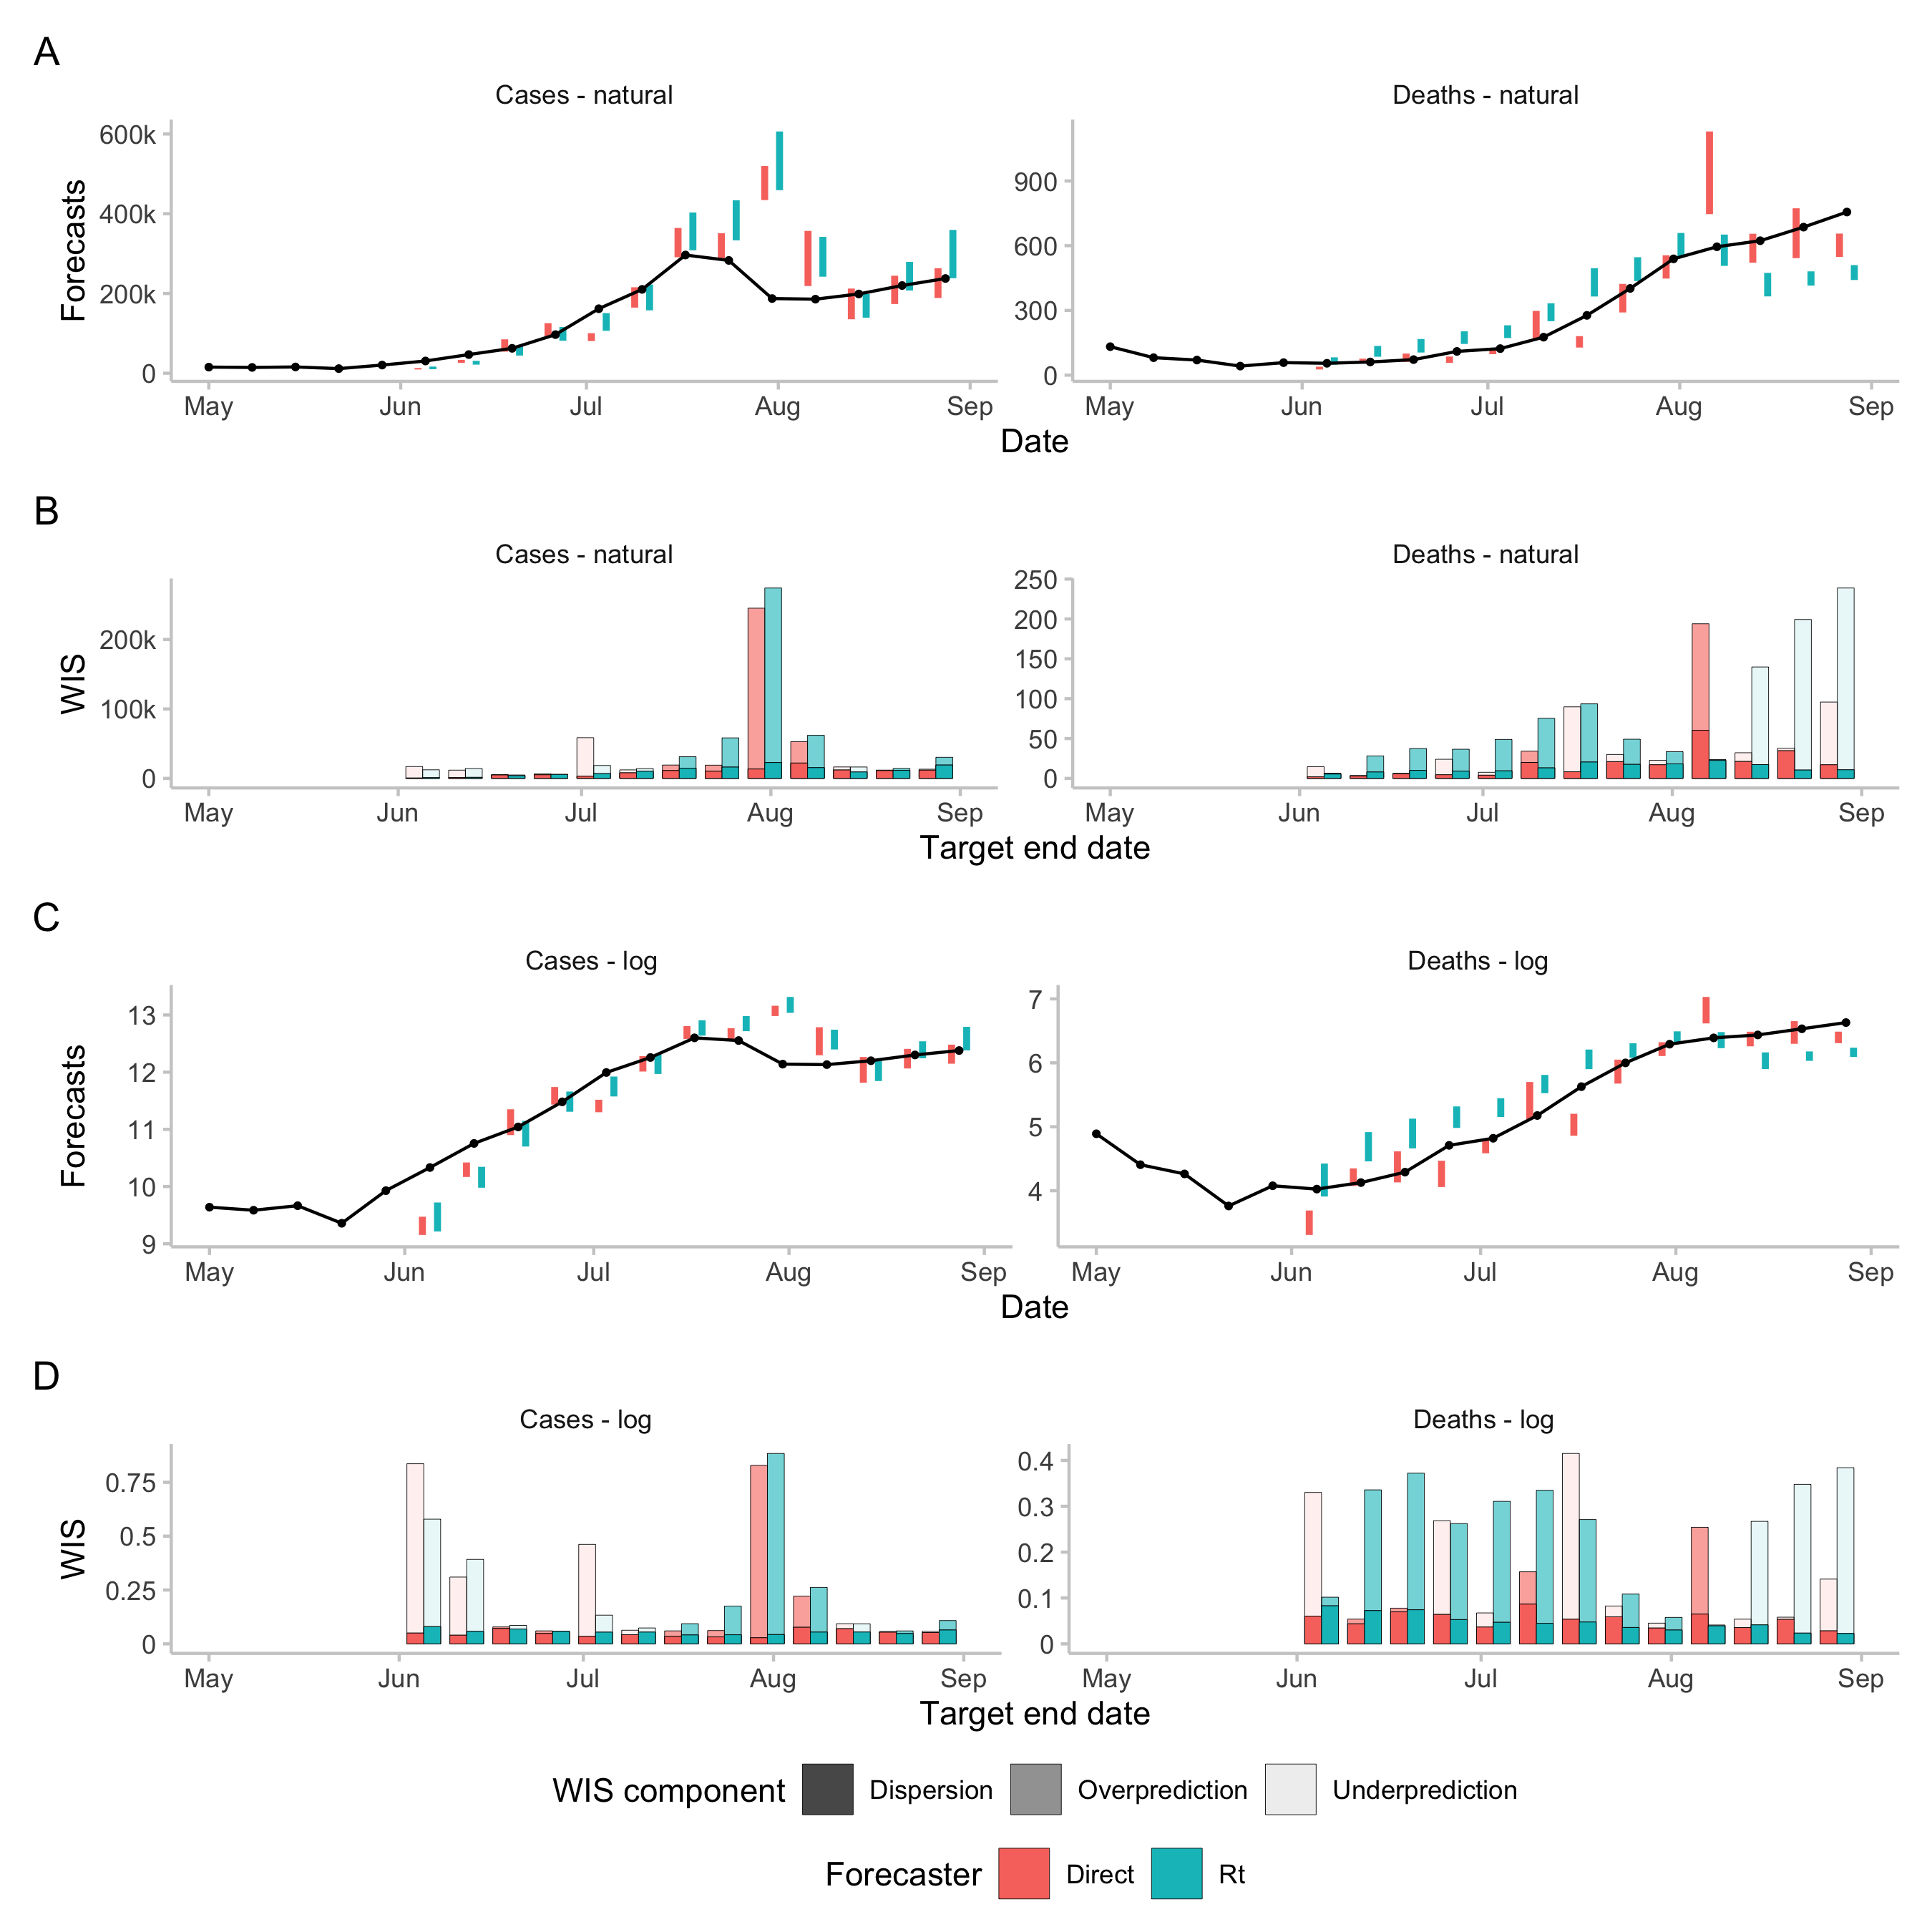 A
Cases - natural
Deaths - natural
Forecasts
600k
400k
200k
0
900
600
300
0
May Jun Jul Aug Sep
May Jun Jul Aug Sep
Date
B
Cases - natural
Deaths - natural
WIS
200k
100k
0
250
200
150
100
50
0
May Jun Jul Aug Sep
May Jun Jul Aug Sep
Target end date
C
Cases - log
Deaths - log
Forecasts
13
12
11
10
9
7
6
5
4
May Jun Jul Aug Sep
May Jun Jul Aug Sep
Date
D
Cases - log
Deaths - log
WIS
0.75
0.5
0.25
0
0.4
0.3
0.2
0.1
0
May Jun Jul Aug Sep
May Jun Jul Aug Sep
Target end date
WIS component Dispersion Overprediction Underprediction
Forecaster Direct Rt